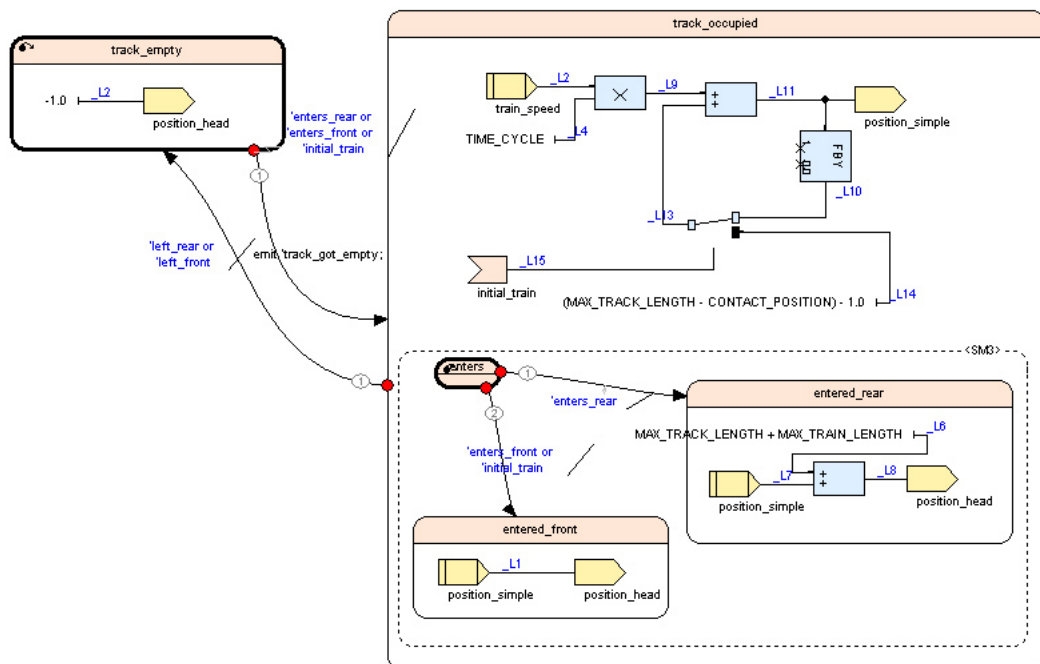 track_occupied
track_empty
-1.0
_L2
position_head
'enters_rear or
'enters_front or
'initial_train
1
_L2
train_speed
_L9
TIME_CYCLE
_L4
_L11
position_simple
1
FBY
_L10
_L13
'left_rear or
'left_front
emit 'track_got_empty;
_L15
initial_train
(MAX_TRACK_LENGTH - CONTACT_POSITION) - 1.0
_L14
1
<SM3>
enters
1
'enters_rear
2
'enters_front or
'initial_train
entered_rear
MAX_TRACK_LENGTH + MAX_TRAIN_LENGTH
_L6
_L7
position_simple
_L8
position_head
entered_front
_L1
position_simple
position_head